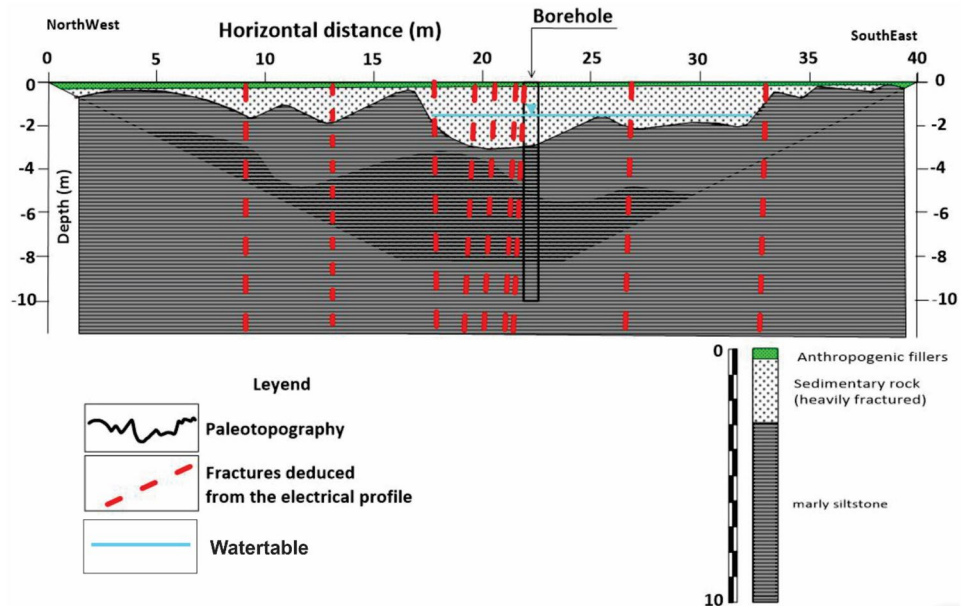 Borehole
NorthWest
Horizontal distance (m)
SouthEast
0 5 10 15 20 25 30 35 40
0 0
-2 -2
-4 -4
-6 -6
-8 -8
-10 -10
Depth (m)
Leyend
Paleotopography
Fractures deduced
from the electrical profile
Watertable
0
Anthropogenic fillers
Sedimentary rock
(heavily fractured)
marly siltstone
10